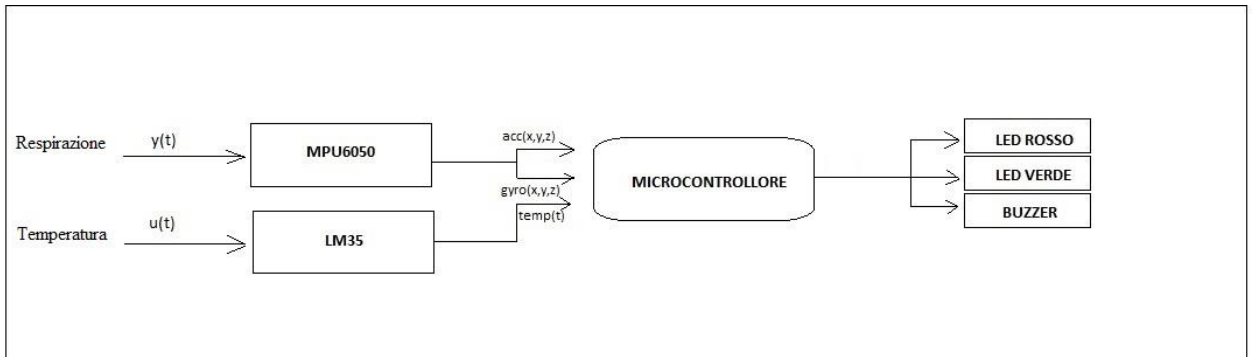 Respirazione
y(t)
MPU6050
acc(x,y,z)
gyro(x,y,z)
Temperatura
u(t)
LM35
temp(t)
MICROCONTROLLORE
LED ROSSO
LED VERDE
BUZZER